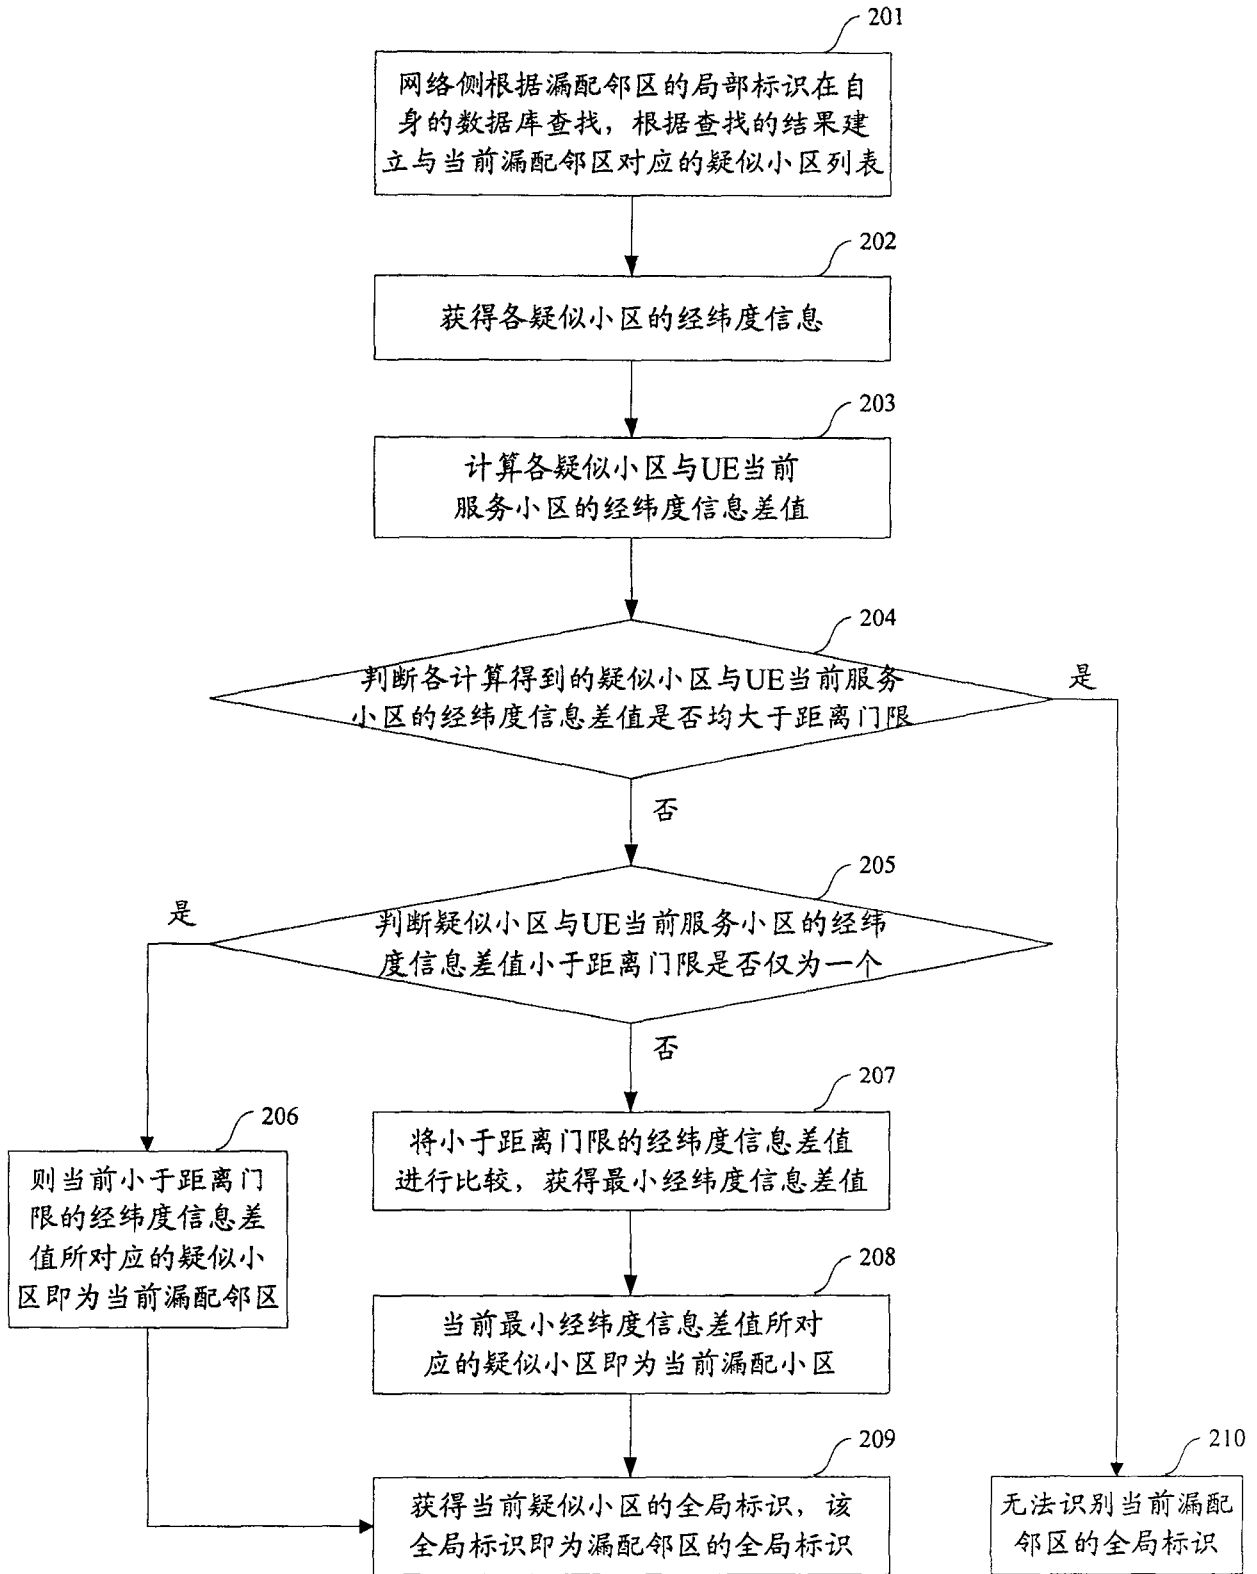 201
网络侧根据漏配邻区的局部标识在自
身的数据库查找，根据查找的结果建
立与当前漏配邻区对应的疑似小区列表
202
获得各疑似小区的经纬度信息
203
计算各疑似小区与UE当前
服务小区的经纬度信息差值
204
判断各计算得到的疑似小区与UE当前服务
小区的经纬度信息差值是否均大于距离门限
是
否
205
判断疑似小区与UE当前服务小区的经纬
度信息差值小于距离门限是否仅为一个
是
否
206
则当前小于距离门
限的经纬度信息差
值所对应的疑似小
区即为当前漏配邻区
207
将小于距离门限的经纬度信息差值
进行比较，获得最小经纬度信息差值
208
当前最小经纬度信息差值所对
应的疑似小区即为当前漏配小区
209
获得当前疑似小区的全局标识，该
全局标识即为漏配邻区的全局标识
210
无法识别当前漏配
邻区的全局标识